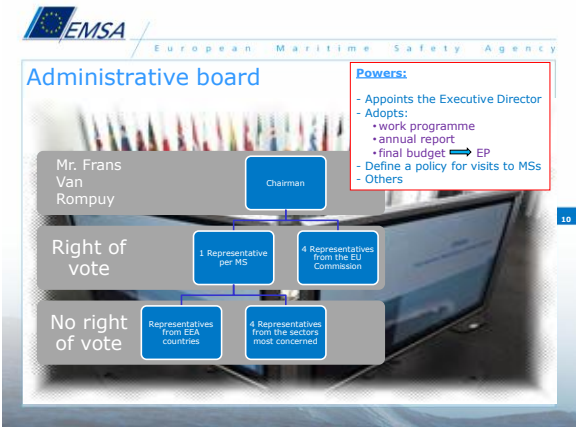 EMSA
European Maritime Safety Agency
Administrative board
Powers:
- Appoints the Executive Director
- Adopts:
•work programme
•annual report
•final budget EP
- Define a policy for visits to MSs
- Others
Mr. Frans
Van
Rompuy
Chairman
10
Right of
vote
1 Representative
per MS
4 Representatives
from the EU
Commission
No right
of vote
Representatives
from EEA
countries
4 Representatives
from the sectors
most concerned